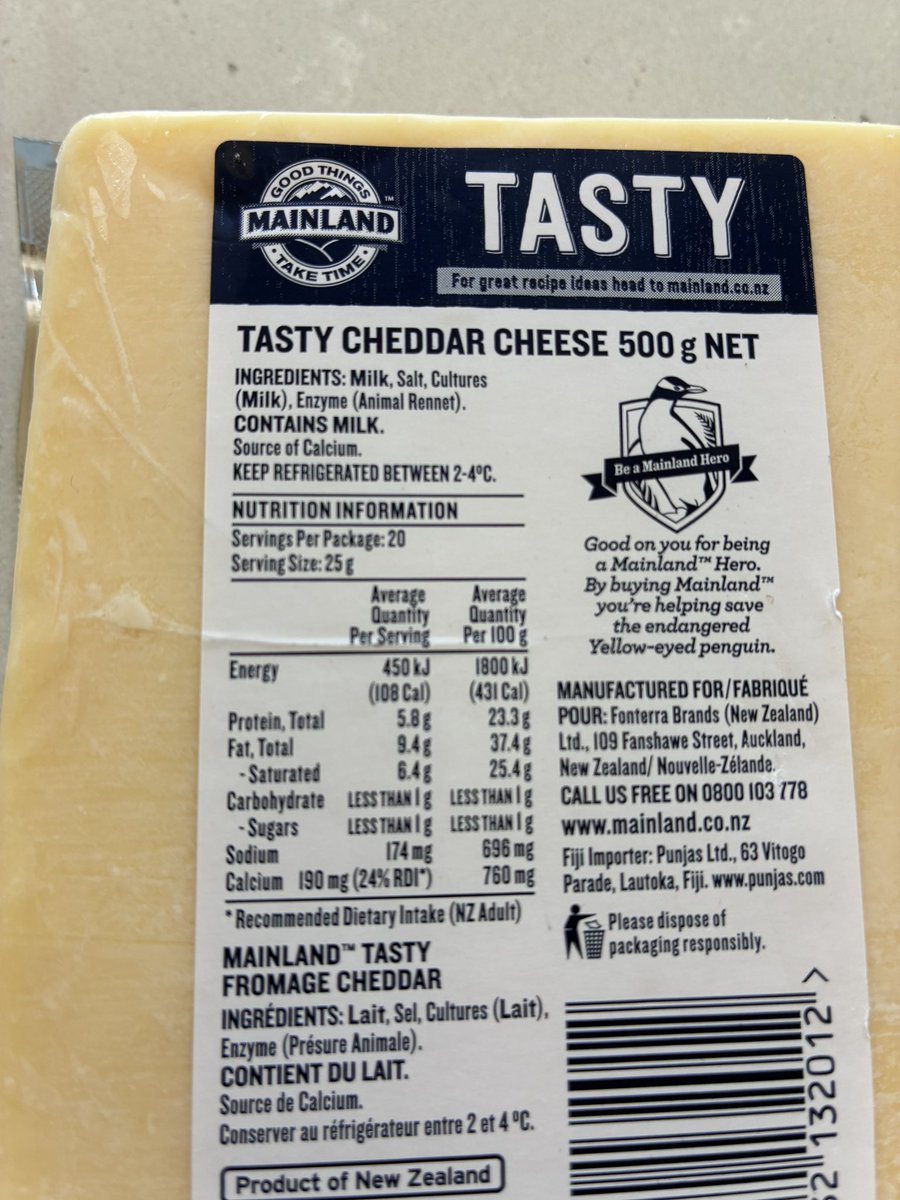 GOOD THINGS
MAINLAND™
TAKE TIME
TASTY
For great recipe ideas head to mainland.co.nz
TASTY CHEDDAR CHEESE 500 g NET
INGREDIENTS: Milk, Salt, Cultures
(Milk), Enzyme (Animal Rennet).
CONTAINS MILK.
Source of Calcium.
KEEP REFRIGERATED BETWEEN 2-4ºC.
NUTRITION INFORMATION
Servings Per Package: 20
Serving Size: 25 g
Average Average
Quantity Quantity
Per Serving Per 100 g
Energy 450 kJ 1800 kJ
(108 Cal) (431 Cal)
Protein, Total 5.8 g 23.3 g
Fat, Total 9.4 g 37.4 g
- Saturated 6.4 g 25.4 g
Carbohydrate LESS THAN 1 g LESS THAN 1 g
- Sugars LESS THAN 1 g LESS THAN 1 g
Sodium 174 mg 696 mg
Calcium 190 mg (24% RDI*) 760 mg
*Recommended Dietary Intake (NZ Adult)
MAINLAND™ TASTY
FROMAGE CHEDDAR
INGRÉDIENTS: Lait, Sel, Cultures (Lait),
Enzyme (Présure Animale).
CONTIENT DU LAIT.
Source de Calcium.
Conserver au réfrigérateur entre 2 et 4 ºC.
Product of New Zealand
Be a Mainland Hero
Good on you for being
a Mainland™ Hero.
By buying Mainland™
you're helping save
the endangered
Yellow-eyed penguin.
MANUFACTURED FOR/FABRIQUÉ
POUR: Fonterra Brands (New Zealand)
Ltd., 109 Fanshawe Street, Auckland,
New Zealand/ Nouvelle-Zélande.
CALL US FREE ON 0800 103 778
www.mainland.co.nz
Fiji Importer: Punjas Ltd., 63 Vitogo
Parade, Lautoka, Fiji. www.punjas.com
Please dispose of
packaging responsibly.
2 132012 >